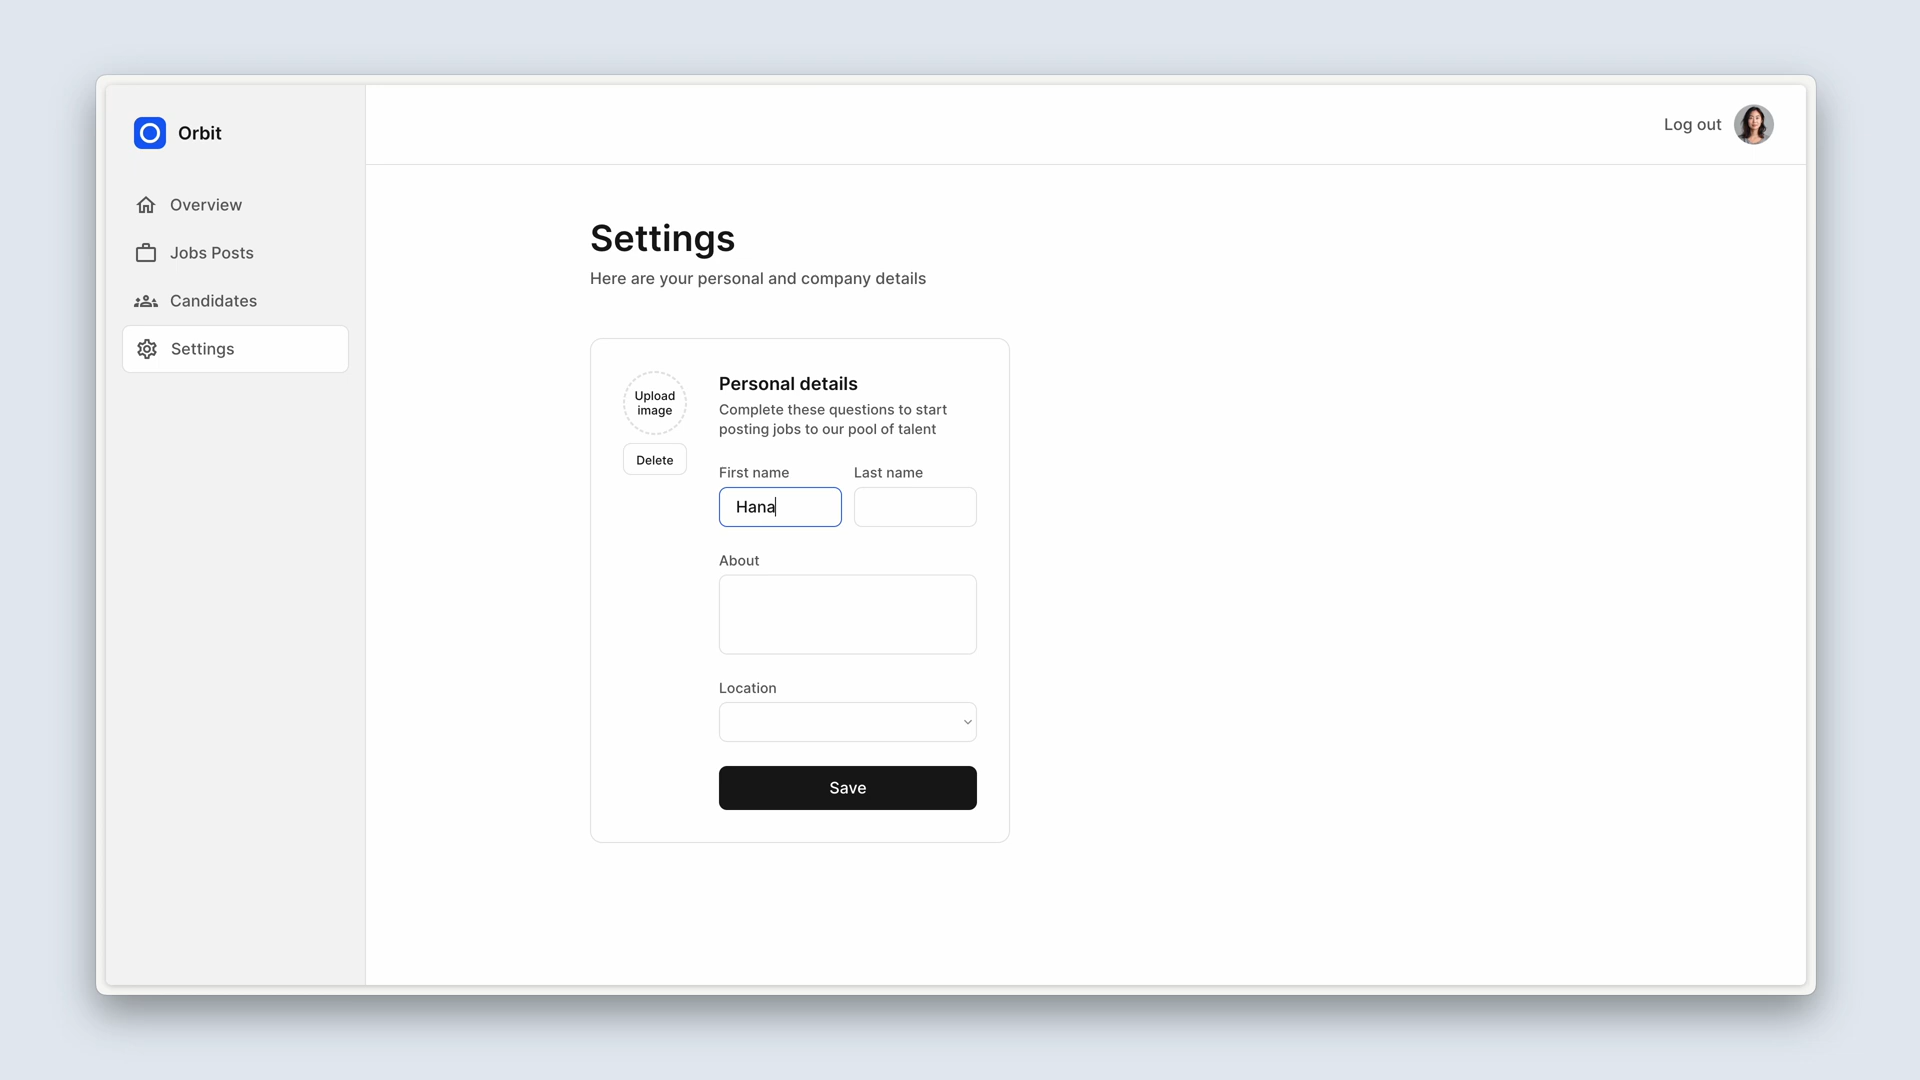 Orbit
Overview
Jobs Posts
Candidates
Settings
Log out
Settings
Here are your personal and company details
Upload
image
Delete
Personal details
Complete these questions to start
posting jobs to our pool of talent
First name
Last name
Hana
About
Location
Save